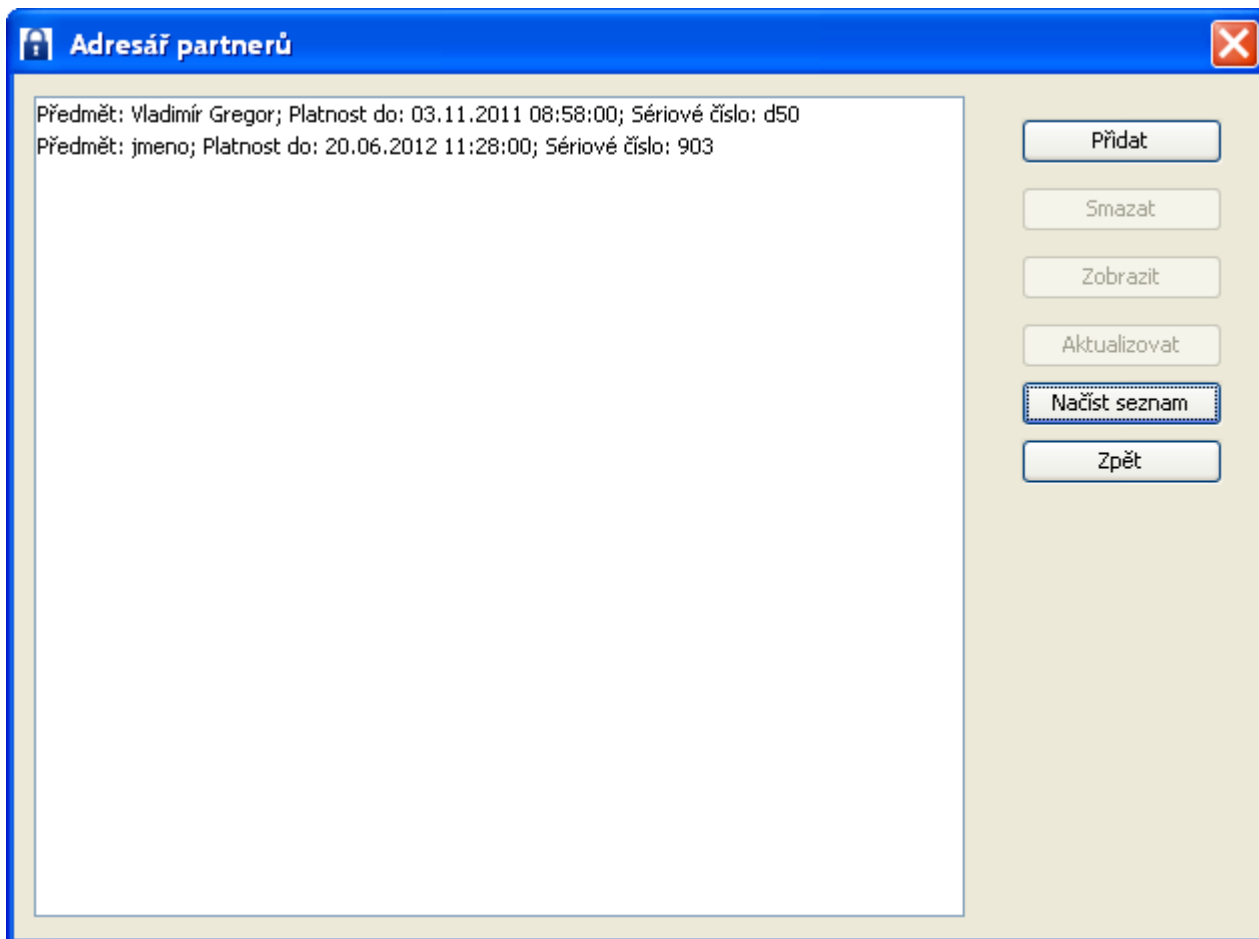 Adresář partnerů
Předmět: Vladimír Gregor; Platnost do: 03.11.2011 08:58:00; Sériové číslo: d50
Předmět: jmeno; Platnost do: 20.06.2012 11:28:00; Sériové číslo: 903
Přidat
Smazat
Zobrazit
Aktualizovat
Načíst seznam
Zpět